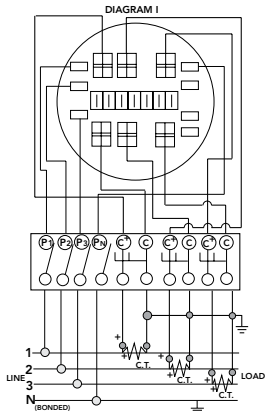 DIAGRAM I
P1 P2 P3 PN C+ C C+ C C+ C
1
+ +
C.T.
2
+ +
LINE C.T. LOAD
3
+ +
N C.T.
(BONDED)